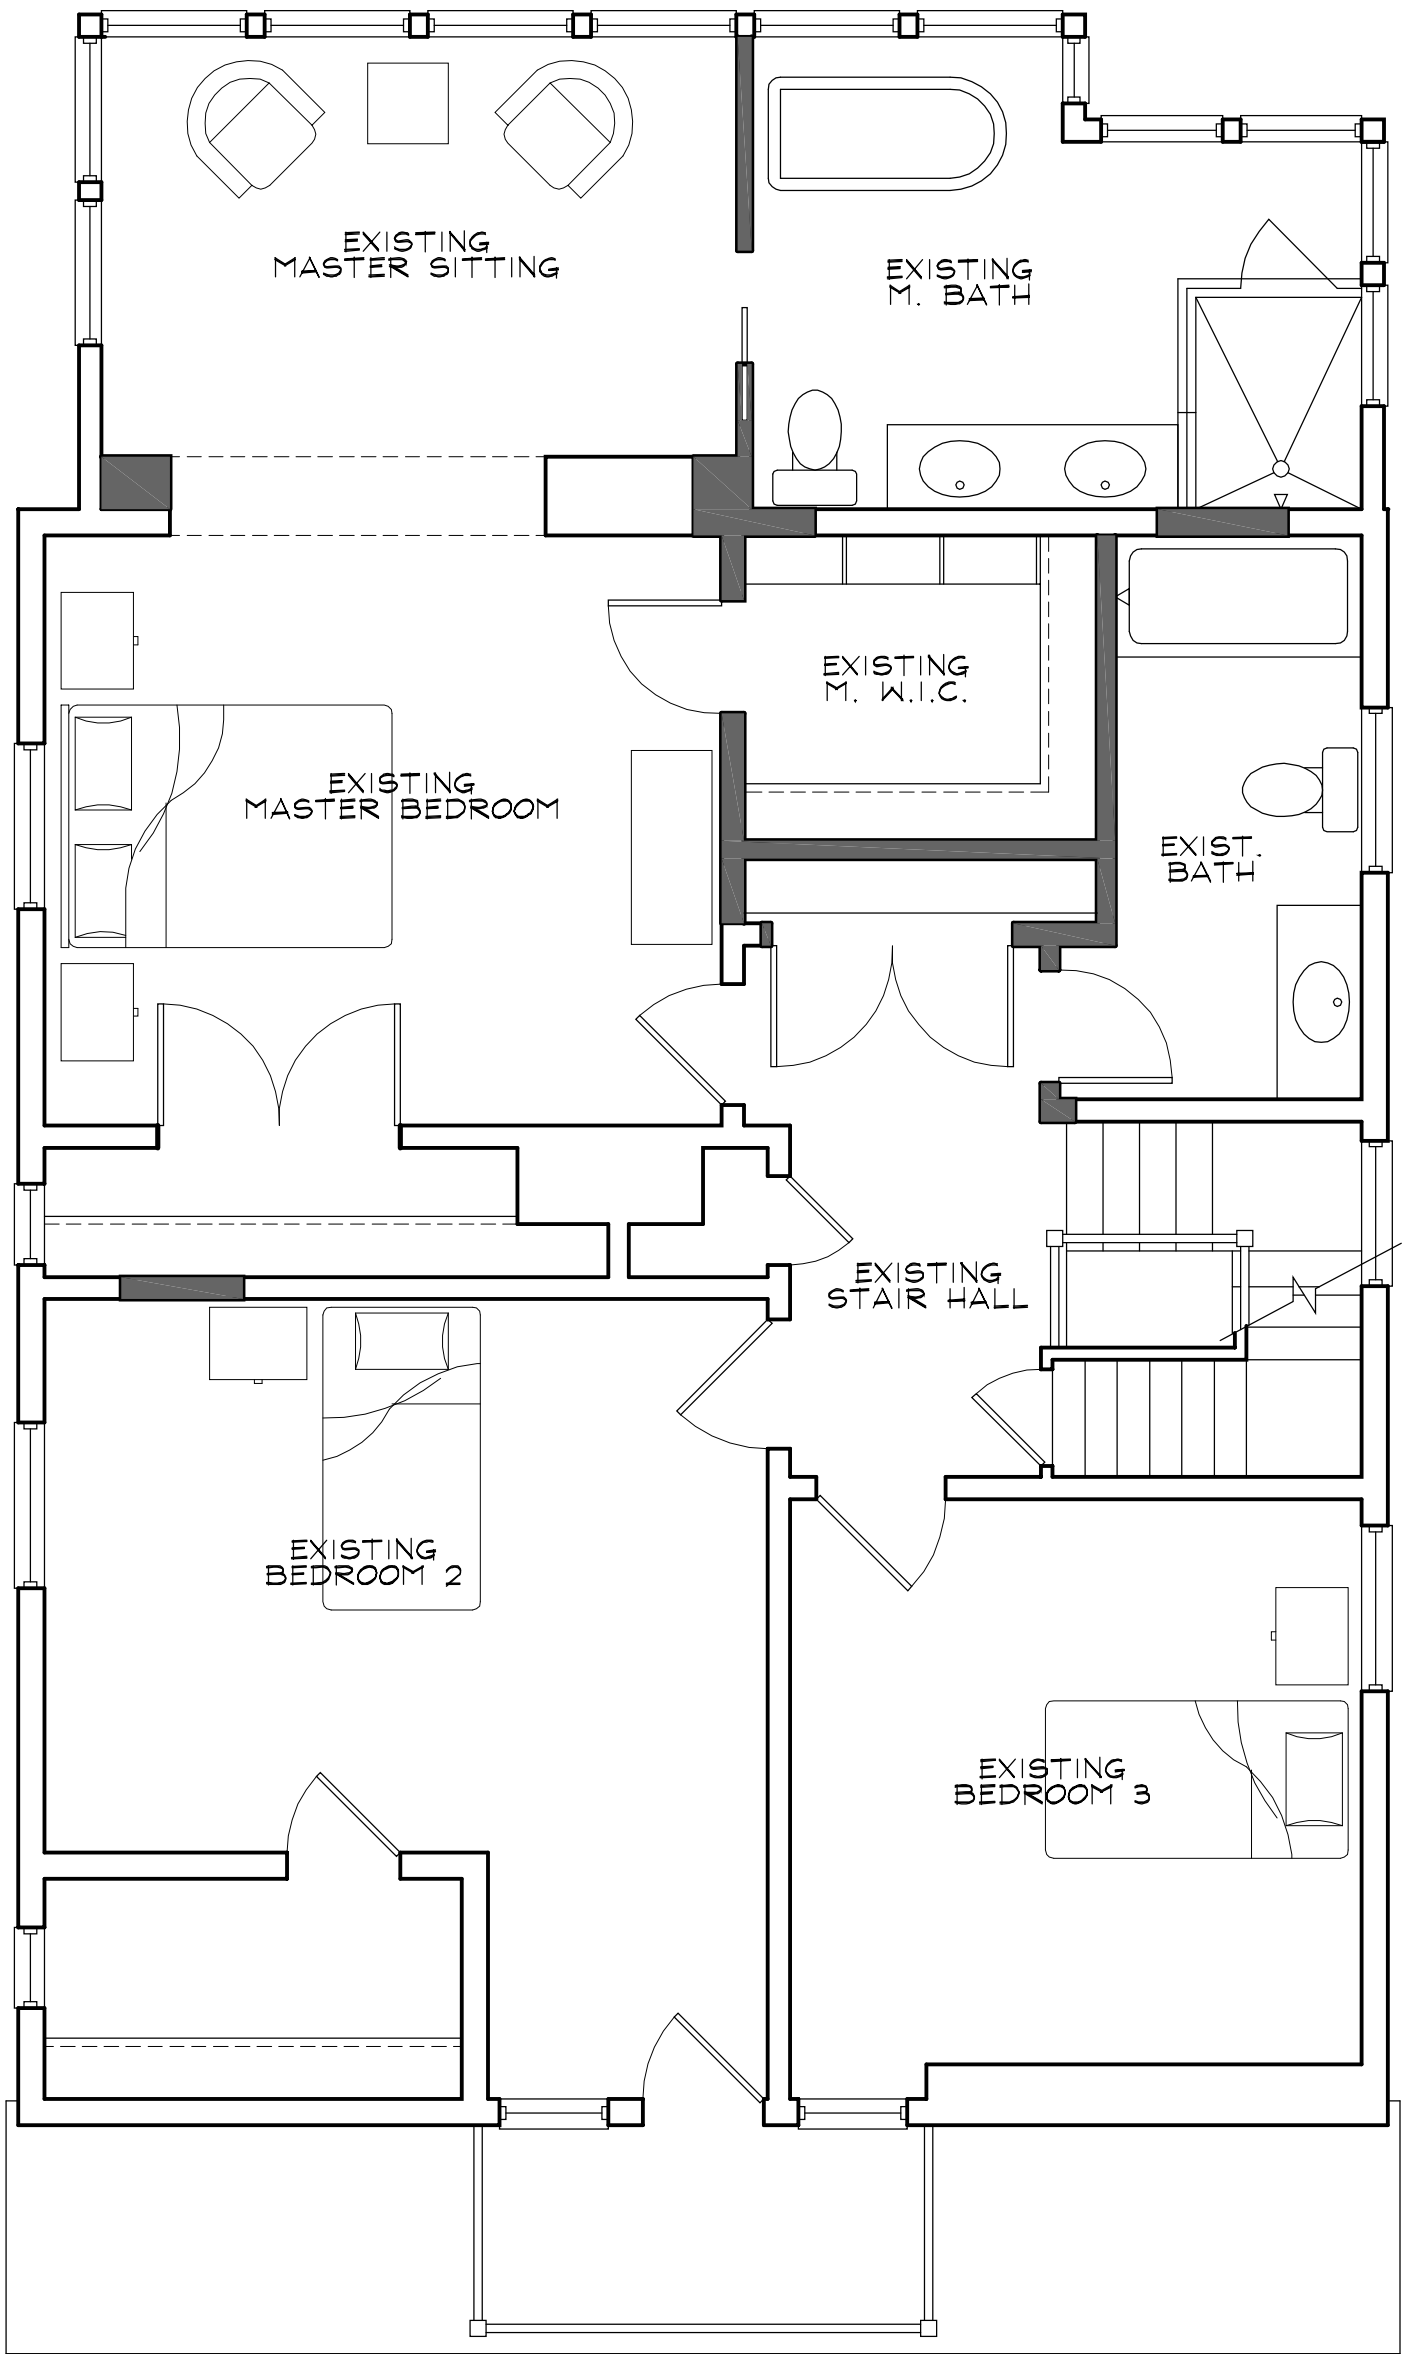 EXISTING
MASTER SITTING
EXISTING
M. BATH
EXISTING
M. W.I.C.
EXISTING
MASTER BEDROOM
EXIST.
BATH
EXISTING
STAIR HALL
EXISTING
BEDROOM 2
EXISTING
BEDROOM 3